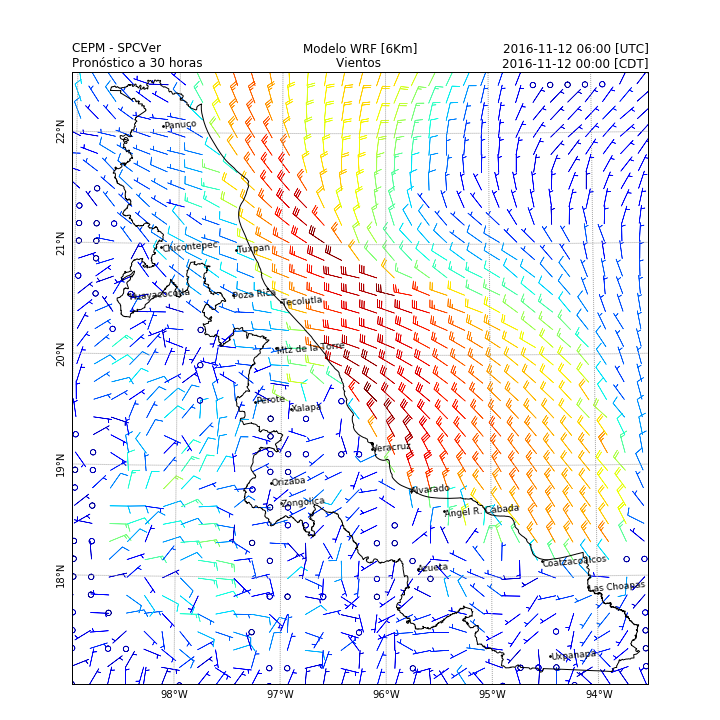 CEPM - SPCVer
Modelo WRF [6Km]
2016-11-12 06:00 [UTC]
Pronóstico a 30 horas
Vientos
2016-11-12 00:00 [CDT]
22°N
21°N
20°N
19°N
18°N
Panuco
Chicontepec
Tuxpan
Huayacocotla
Poza Rica
Tecolutla
Mtz de la Torre
Perote
Xalapa
Veracruz
Orizaba
Zongolica
Alvarado
Angel R. Cabada
Azueta
Coatzacoalcos
Las Choapas
Uxpanapa
98°W
97°W
96°W
95°W
94°W